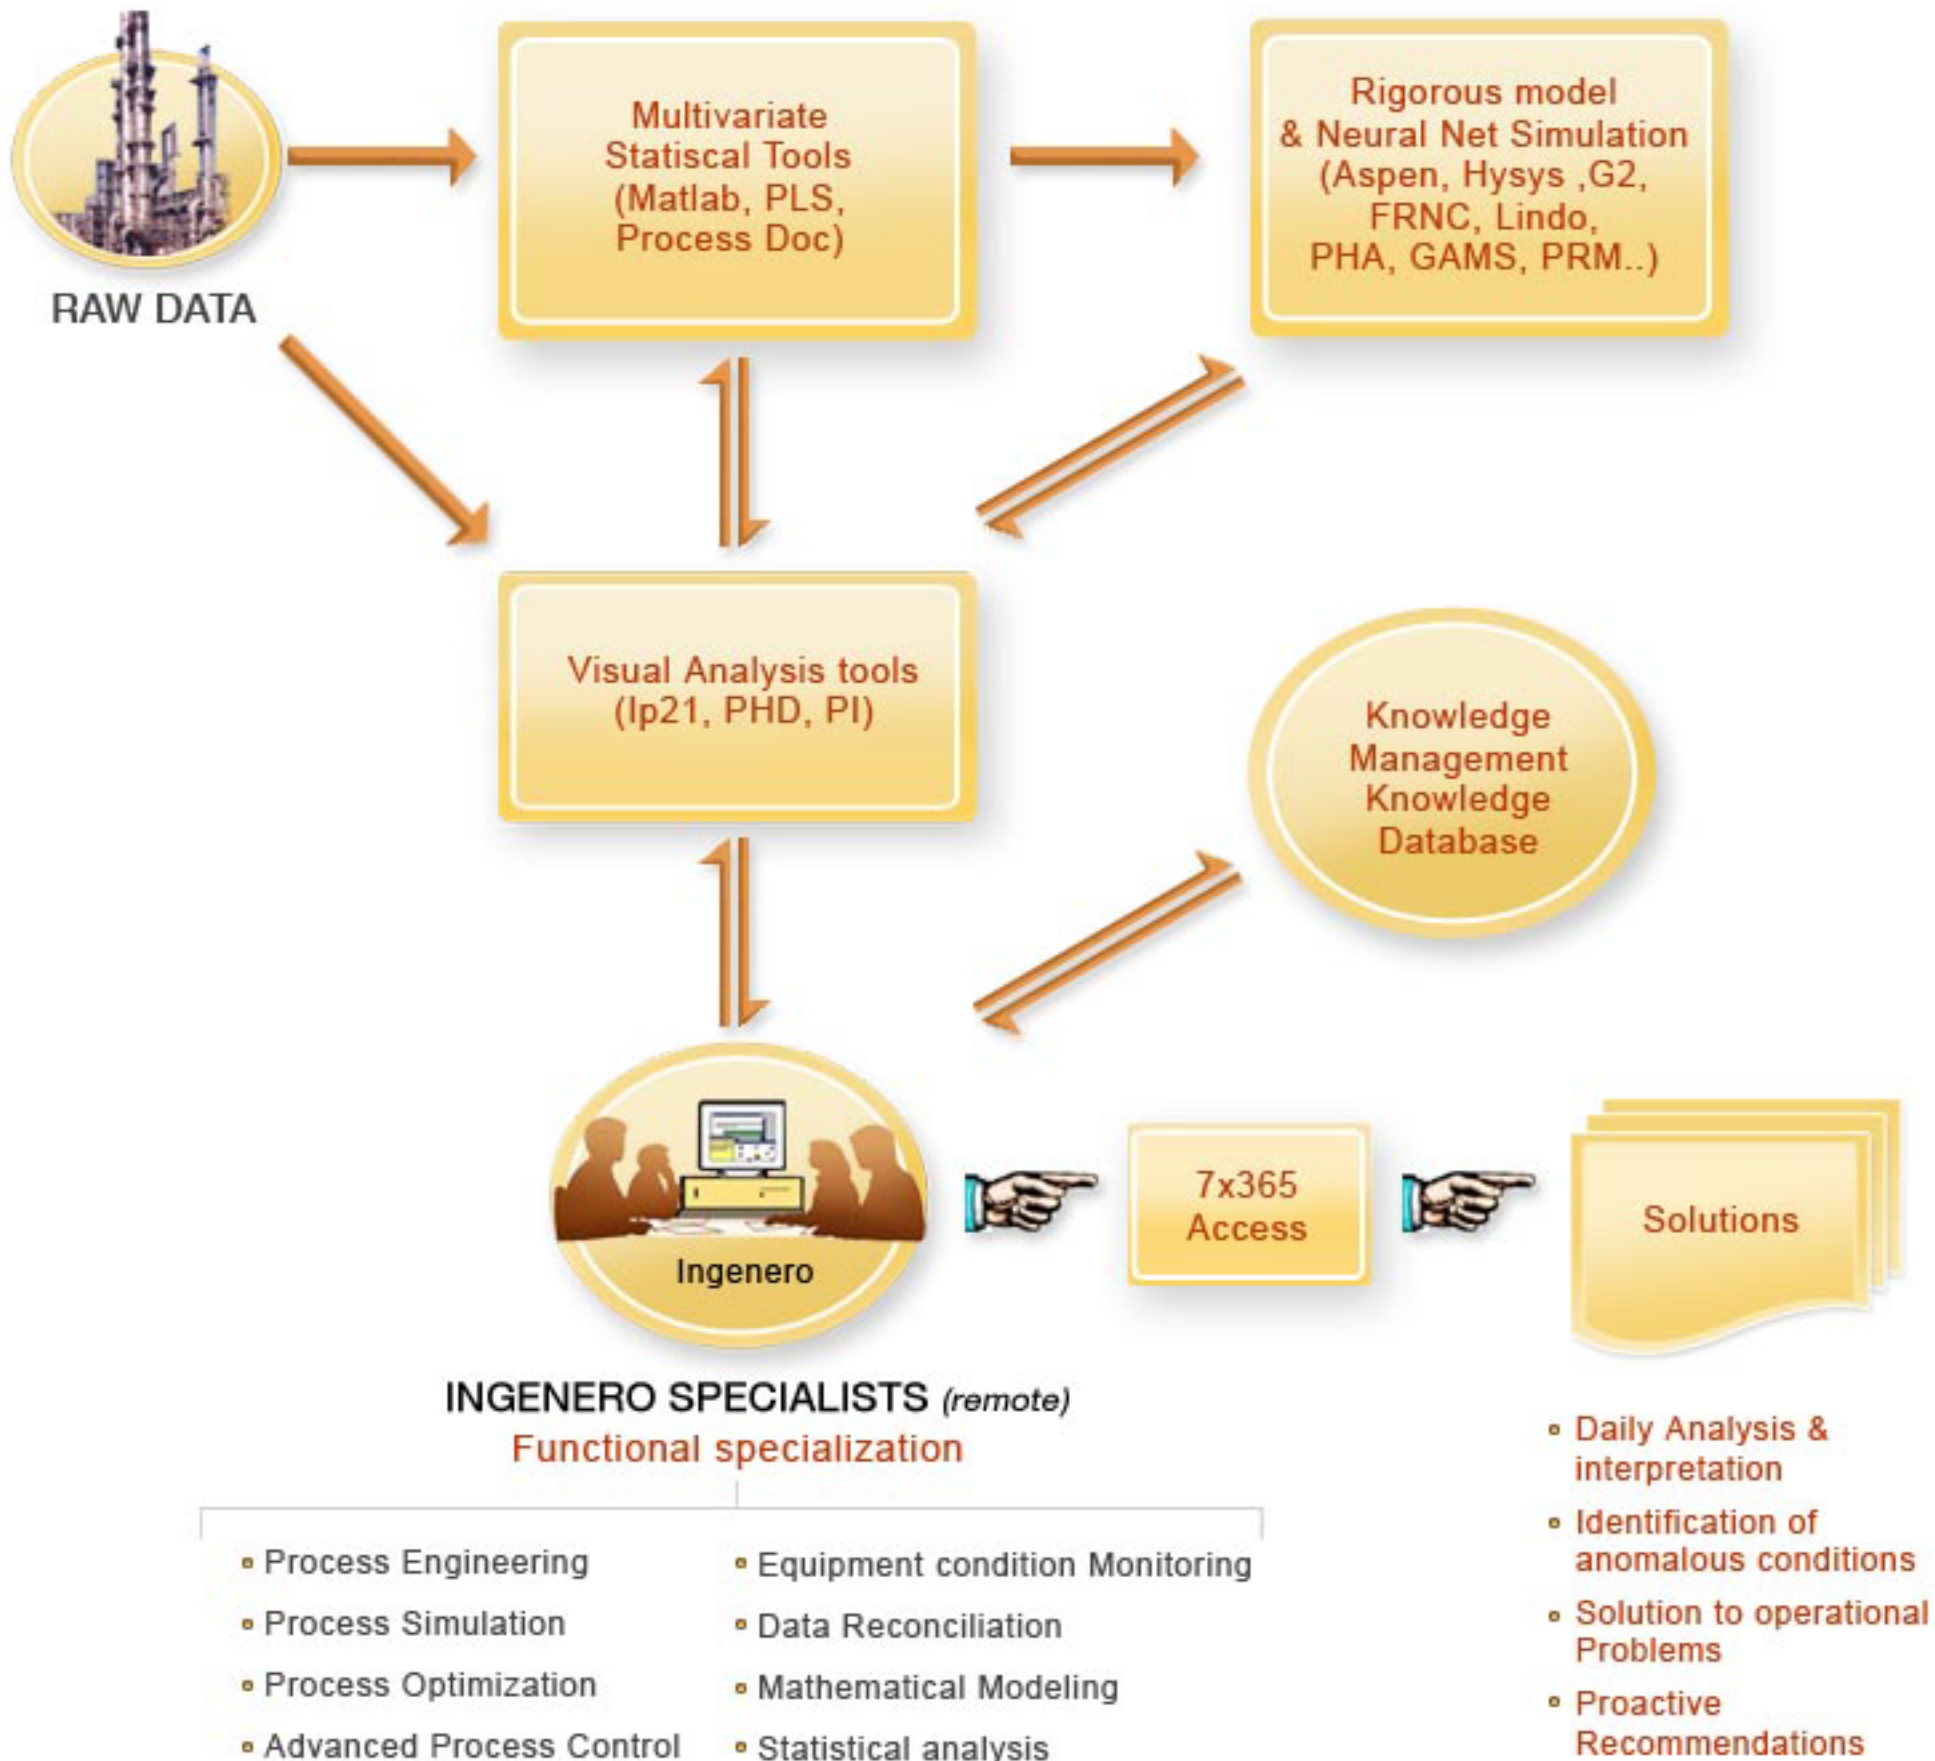 RAW DATA
Multivariate
Statiscal Tools
(Matlab, PLS,
Process Doc)
Rigorous model
& Neural Net Simulation
(Aspen, Hysys ,G2,
FRNC, Lindo,
PHA, GAMS, PRM..)
Visual Analysis tools
(Ip21, PHD, PI)
Knowledge
Management
Knowledge
Database
Ingenero
7x365
Access
Solutions
INGENERO SPECIALISTS (remote)
Functional specialization
Process Engineering
Process Simulation
Process Optimization
Advanced Process Control
Equipment condition Monitoring
Data Reconciliation
Mathematical Modeling
Statistical analysis
Daily Analysis &
interpretation
Identification of
anomalous conditions
Solution to operational
Problems
Proactive
Recommendations